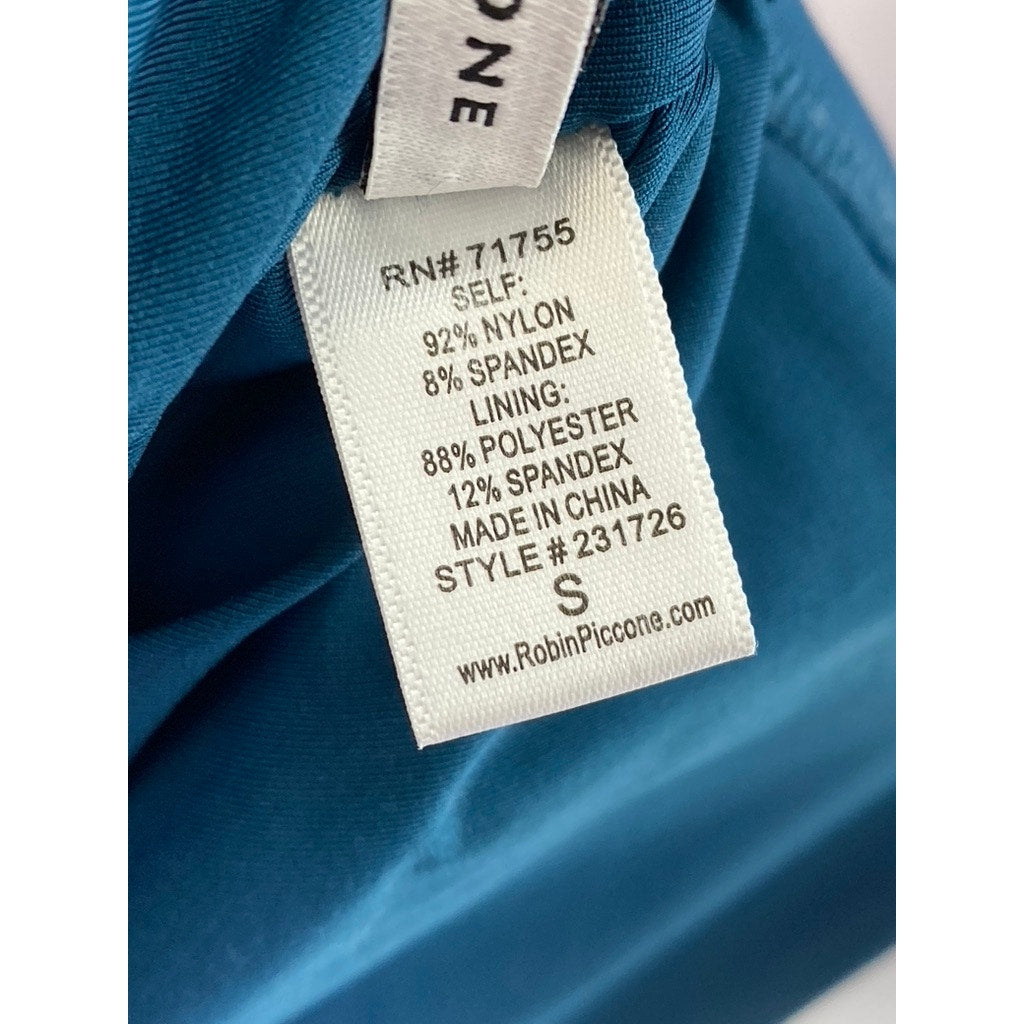 ONE
RN# 71755
SELF:
92% NYLON
8% SPANDEX
LINING:
88% POLYESTER
12% SPANDEX
MADE IN CHINA
STYLE # 231726
S
www.RobinPiccone.com